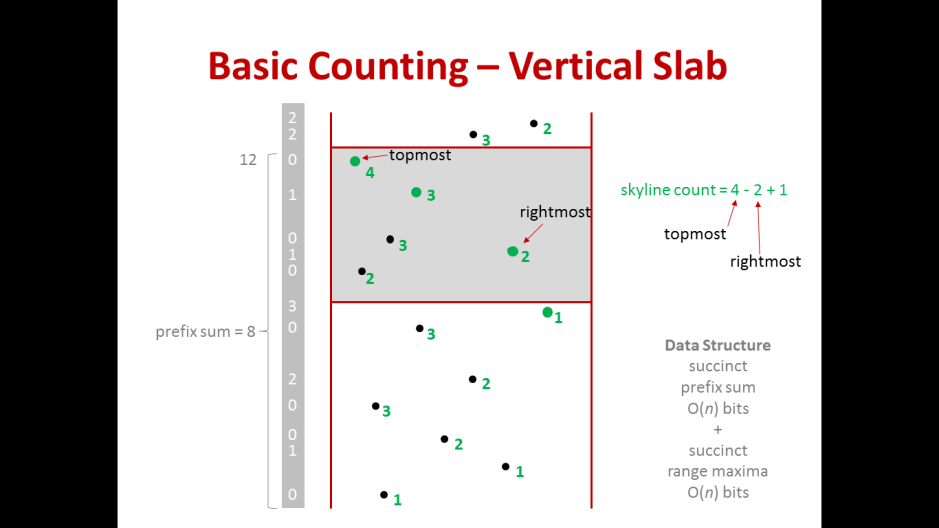 Basic Counting – Vertical Slab
2
2
2
3
12
0
topmost
4
1
3
skyline count = 4 - 2 + 1
rightmost
topmost
0
3
1
2
rightmost
0
2
3
1
prefix sum = 8
0
3
Data Structure
succinct
2
2
prefix sum
0
3
O(n) bits
+
0
2
1
succinct
1
range maxima
0
1
O(n) bits